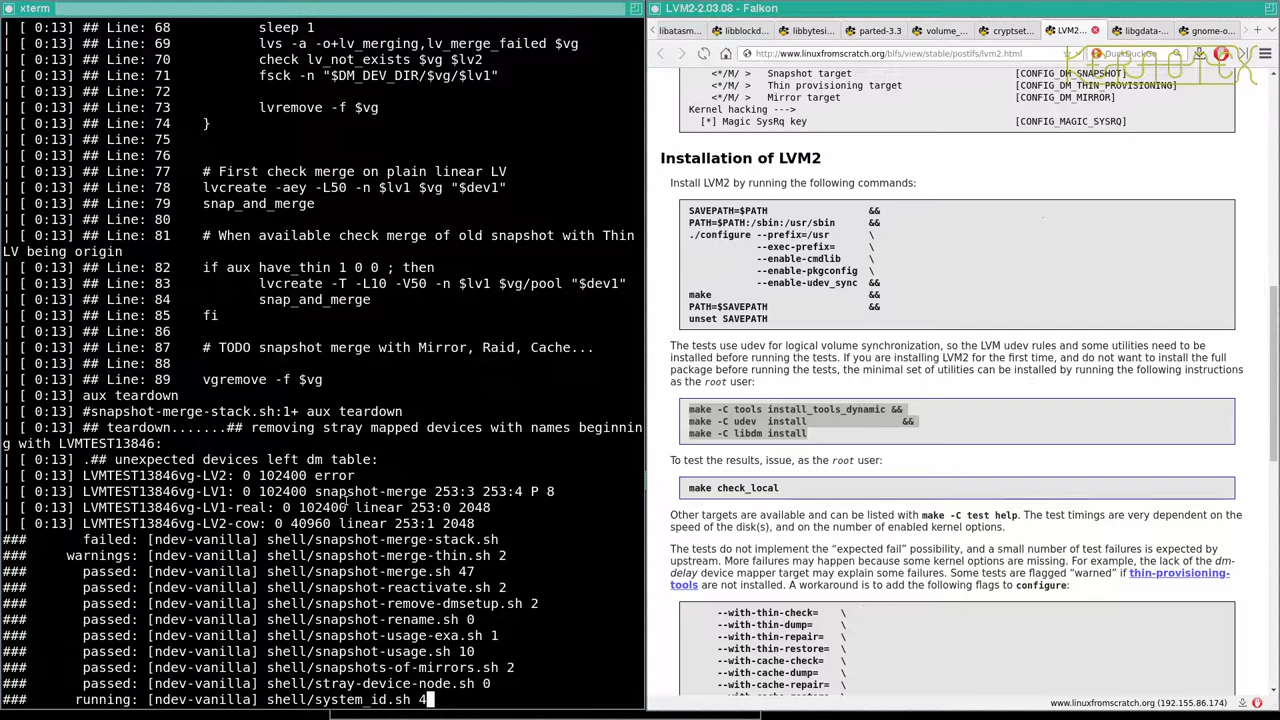 xterm
| [ 0:13] ## Line: 68 sleep 1
| [ 0:13] ## Line: 69 lvs -a -o+lv_merging,lv_merge_failed $vg
| [ 0:13] ## Line: 70 check lv_not_exists $vg $lv2
| [ 0:13] ## Line: 71 fsck -n "$DM_DEV_DIR/$vg/$lv1"
| [ 0:13] ## Line: 72
| [ 0:13] ## Line: 73 lvremove -f $vg
| [ 0:13] ## Line: 74 }
| [ 0:13] ## Line: 75
| [ 0:13] ## Line: 76
| [ 0:13] ## Line: 77 # First check merge on plain linear LV
| [ 0:13] ## Line: 78 lvcreate -aey -L50 -n $lv1 $vg "$dev1"
| [ 0:13] ## Line: 79 snap_and_merge
| [ 0:13] ## Line: 80
| [ 0:13] ## Line: 81 # When available check merge of old snapshot with Thin
LV being origin
| [ 0:13] ## Line: 82 if aux have_thin 1 0 0 ; then
| [ 0:13] ## Line: 83 lvcreate -T -L10 -V50 -n $lv1 $vg/pool "$dev1"
| [ 0:13] ## Line: 84 snap_and_merge
| [ 0:13] ## Line: 85 fi
| [ 0:13] ## Line: 86
| [ 0:13] ## Line: 87 # TODO snapshot merge with Mirror, Raid, Cache...
| [ 0:13] ## Line: 88
| [ 0:13] ## Line: 89 vgremove -f $vg
| [ 0:13] aux teardown
| [ 0:13] #snapshot-merge-stack.sh:1+ aux teardown
| [ 0:13] ## teardown.......## removing stray mapped devices with names beginnin
g with LVMTEST13846:
| [ 0:13] .## unexpected devices left dm table:
| [ 0:13] LVMTEST13846vg-LV2: 0 102400 error
| [ 0:13] LVMTEST13846vg-LV1: 0 102400 snapshot-merge 253:3 253:4 P 8
| [ 0:13] LVMTEST13846vg-LV1-real: 0 102400 linear 253:0 2048
| [ 0:13] LVMTEST13846vg-LV2-cow: 0 40960 linear 253:1 2048
### failed: [ndev-vanilla] shell/snapshot-merge-stack.sh
### warnings: [ndev-vanilla] shell/snapshot-merge-thin.sh 2
### passed: [ndev-vanilla] shell/snapshot-merge.sh 47
### passed: [ndev-vanilla] shell/snapshot-reactivate.sh 2
### passed: [ndev-vanilla] shell/snapshot-remove-dmsetup.sh 2
### passed: [ndev-vanilla] shell/snapshot-rename.sh 0
### passed: [ndev-vanilla] shell/snapshot-usage-exa.sh 1
### passed: [ndev-vanilla] shell/snapshot-usage.sh 10
### passed: [ndev-vanilla] shell/snapshots-of-mirrors.sh 2
### passed: [ndev-vanilla] shell/stray-device-node.sh 0
### running: [ndev-vanilla] shell/system_id.sh 4
LVM2-2.03.08 - Falkon
libatasm... libblockd... libbytesi... parted-3.3 volume_... cryptset... LVM2... libgdata-... gnome-o...
http://www.linuxfromscratch.org/blfs/view/stable/postlfs/lvm2.html DuckDuckGo
KERNOTEX
<*/M/ > Snapshot target [CONFIG_DM_SNAPSHOT]
<*/M/ > Thin provisioning target [CONFIG_DM_THIN_PROVISIONING]
<*/M/ > Mirror target [CONFIG_DM_MIRROR]
Kernel hacking --->
[*] Magic SysRq key [CONFIG_MAGIC_SYSRQ]
Installation of LVM2
Install LVM2 by running the following commands:
SAVEPATH=$PATH &&
PATH=$PATH:/sbin:/usr/sbin &&
./configure --prefix=/usr \
--exec-prefix= \
--enable-cmdlib \
--enable-pkgconfig \
--enable-udev_sync &&
make &&
PATH=$SAVEPATH &&
unset SAVEPATH
The tests use udev for logical volume synchronization, so the LVM udev rules and some utilities need to be
installed before running the tests. If you are installing LVM2 for the first time, and do not want to install the full
package before running the tests, the minimal set of utilities can be installed by running the following instructions
as the root user:
make -C tools install_tools_dynamic &&
make -C udev install &&
make -C libdm install
To test the results, issue, as the root user:
make check_local
Other targets are available and can be listed with make -C test help. The test timings are very dependent on the
speed of the disk(s), and on the number of enabled kernel options.
The tests do not implement the “expected fail” possibility, and a small number of test failures is expected by
upstream. More failures may happen because some kernel options are missing. For example, the lack of the dm-
delay device mapper target may explain some failures. Some tests are flagged “warned” if thin-provisioning-
tools are not installed. A workaround is to add the following flags to configure:
--with-thin-check= \
--with-thin-dump= \
--with-thin-repair= \
--with-thin-restore= \
--with-cache-check= \
--with-cache-dump= \
--with-cache-repair= \
www.linuxfromscratch.org (192.155.86.174)